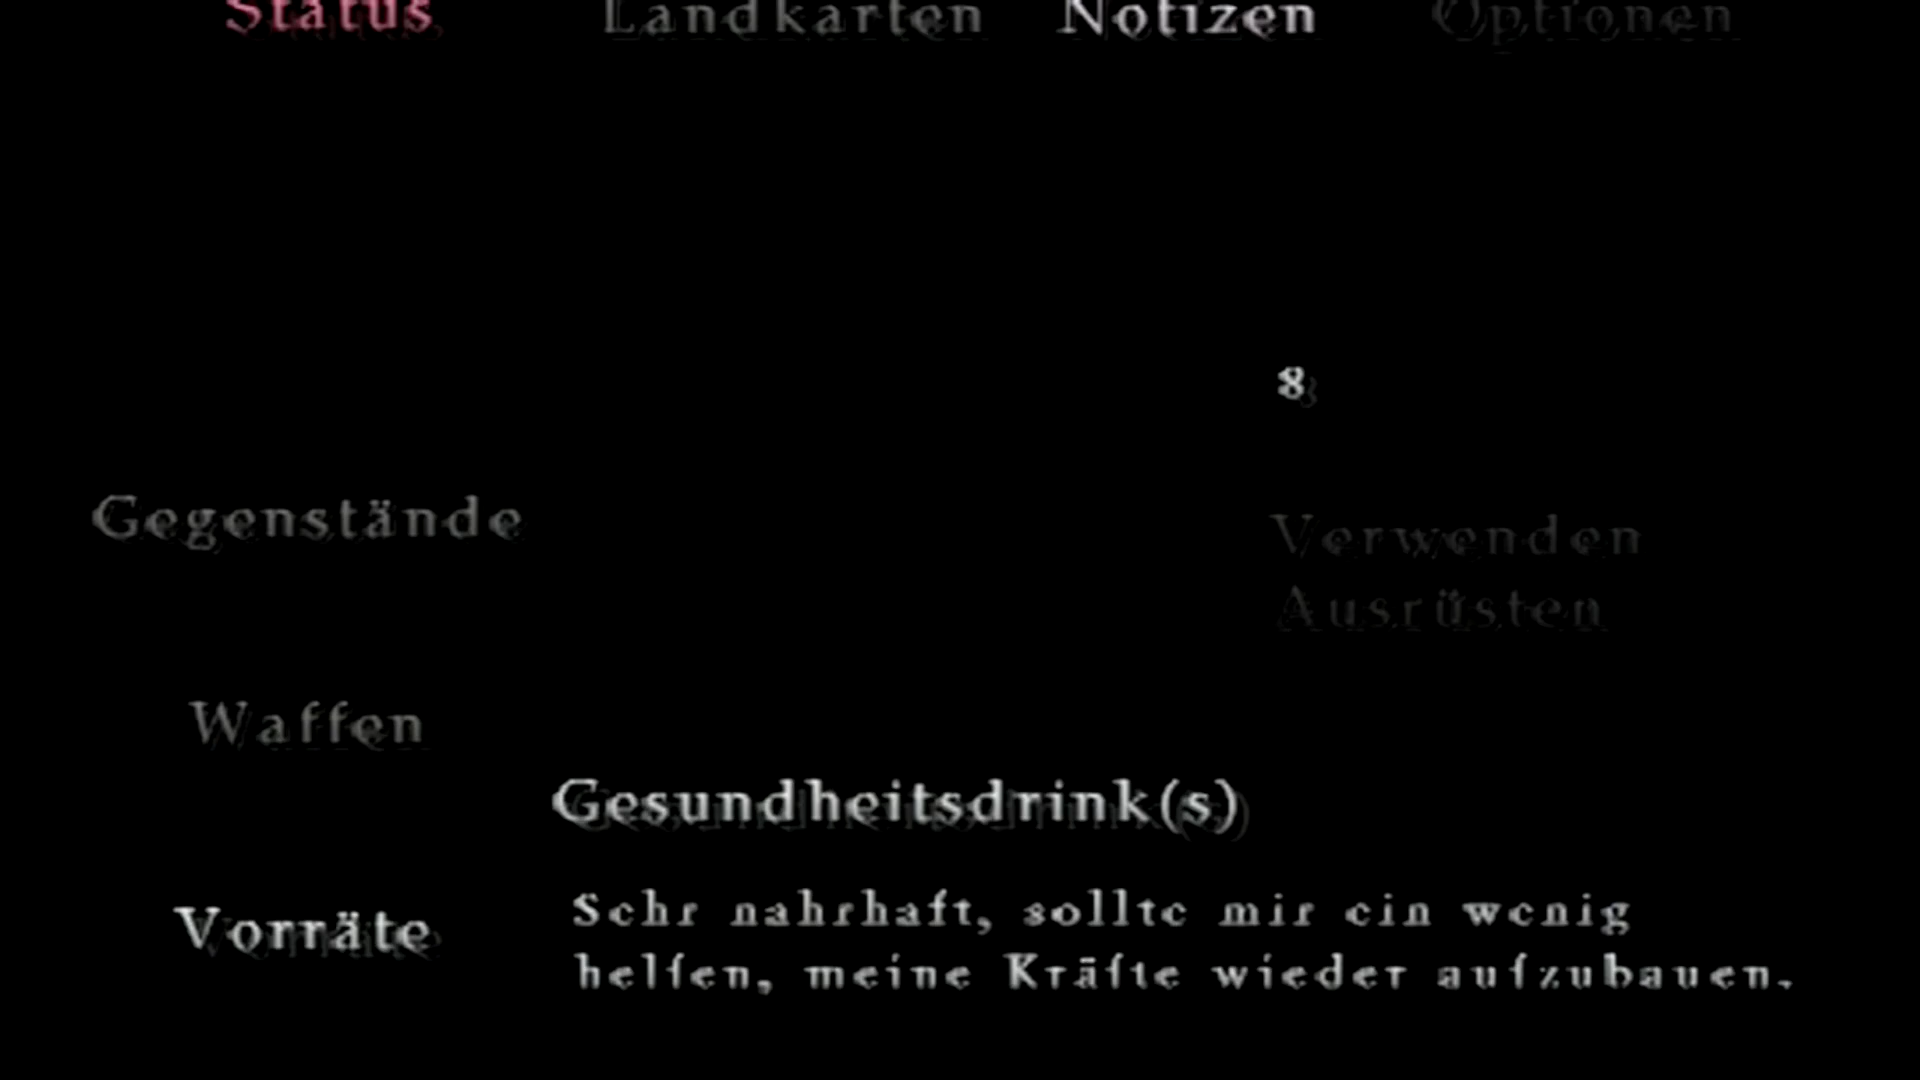 Status Landkarten Notizen Optionen
8
Gegenstände
Verwenden
Ausrüsten
Waffen
Gesundheitsdrink(s)
Vorräte
Sehr nahrhaft, sollte mir ein wenig
helfen, meine Kräfte wieder aufzubauen.